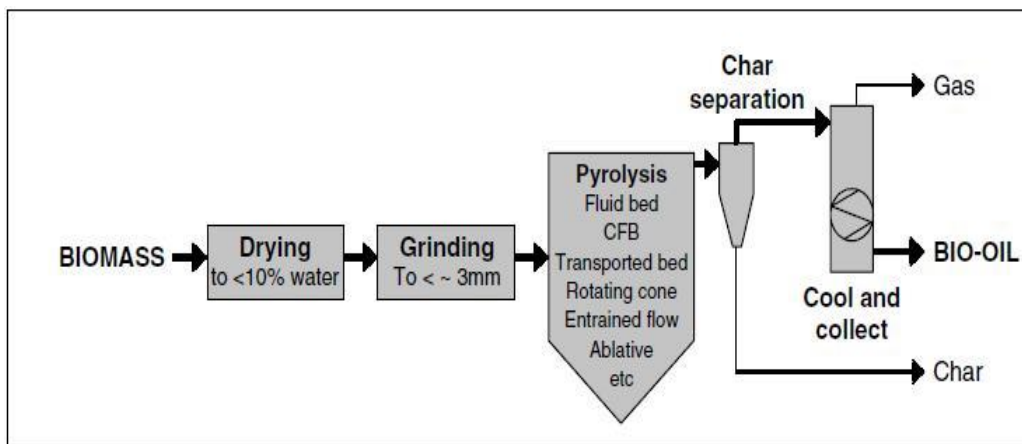 BIOMASS
Drying
to <10% water
Grinding
To < ~ 3mm
Pyrolysis
Fluid bed
CFB
Transported bed
Rotating cone
Entrained flow
Ablative
etc
Char
separation
Gas
BIO-OIL
Cool and
collect
Char